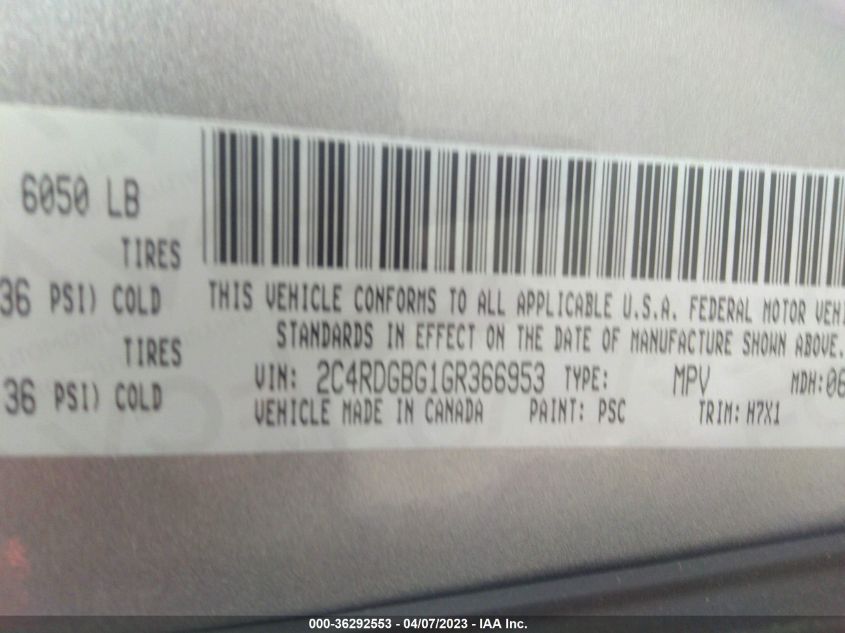 6050 LB
TIRES
36 PSI) COLD
TIRES
36 PSI) COLD
THIS VEHICLE CONFORMS TO ALL APPLICABLE U.S.A. FEDERAL MOTOR VEHI
STANDARDS IN EFFECT ON THE DATE OF MANUFACTURE SHOWN ABOVE.
VIN: 2C4RDGBG1GR366953 TYPE: MPV MDH:06
VEHICLE MADE IN CANADA PAINT: PSC TRIM: H7X1
000-36292553 - 04/07/2023 - IAA Inc.